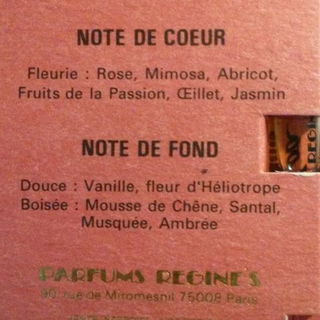 NOTE DE COEUR
Fleurie : Rose, Mimosa, Abricot,
Fruits de la Passion, Œillet, Jasmin
NOTE DE FOND
Douce : Vanille, fleur d'Héliotrope
Boisée : Mousse de Chêne, Santal,
Musquée, Ambrée
PARFUMS REGINE'S
90, rue de Miromesnil 75008 Paris
REGINE